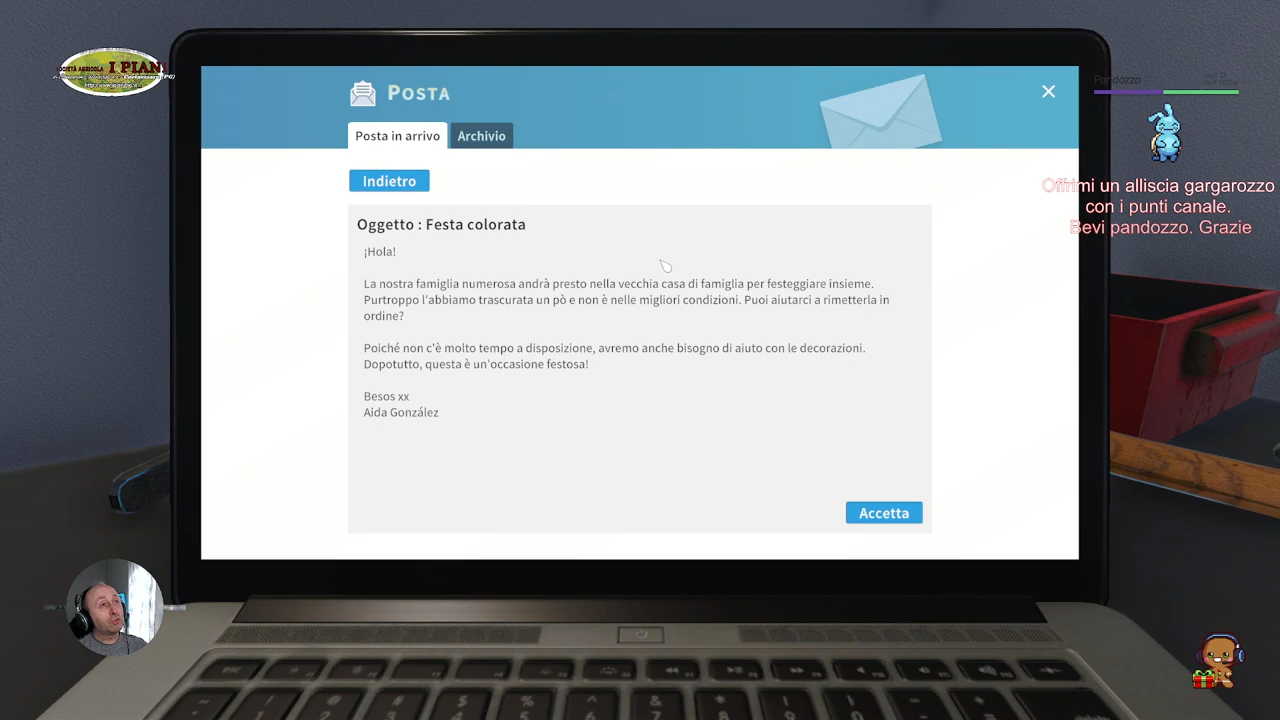 SOCIETÀ AGRICOLA I PIANI
POSTA
Posta in arrivo
Archivio
Indietro
Oggetto : Festa colorata
¡Hola!
La nostra famiglia numerosa andrà presto nella vecchia casa di famiglia per festeggiare insieme.
Purtroppo l'abbiamo trascurata un pò e non è nelle migliori condizioni. Puoi aiutarci a rimetterla in
ordine?
Poiché non c'è molto tempo a disposizione, avremo anche bisogno di aiuto con le decorazioni.
Dopotutto, questa è un'occasione festosa!
Besos xx
Aida González
Accetta
Pandozzo
Offrimi un alliscia gargarozzo
con i punti canale.
Bevi pandozzo. Grazie